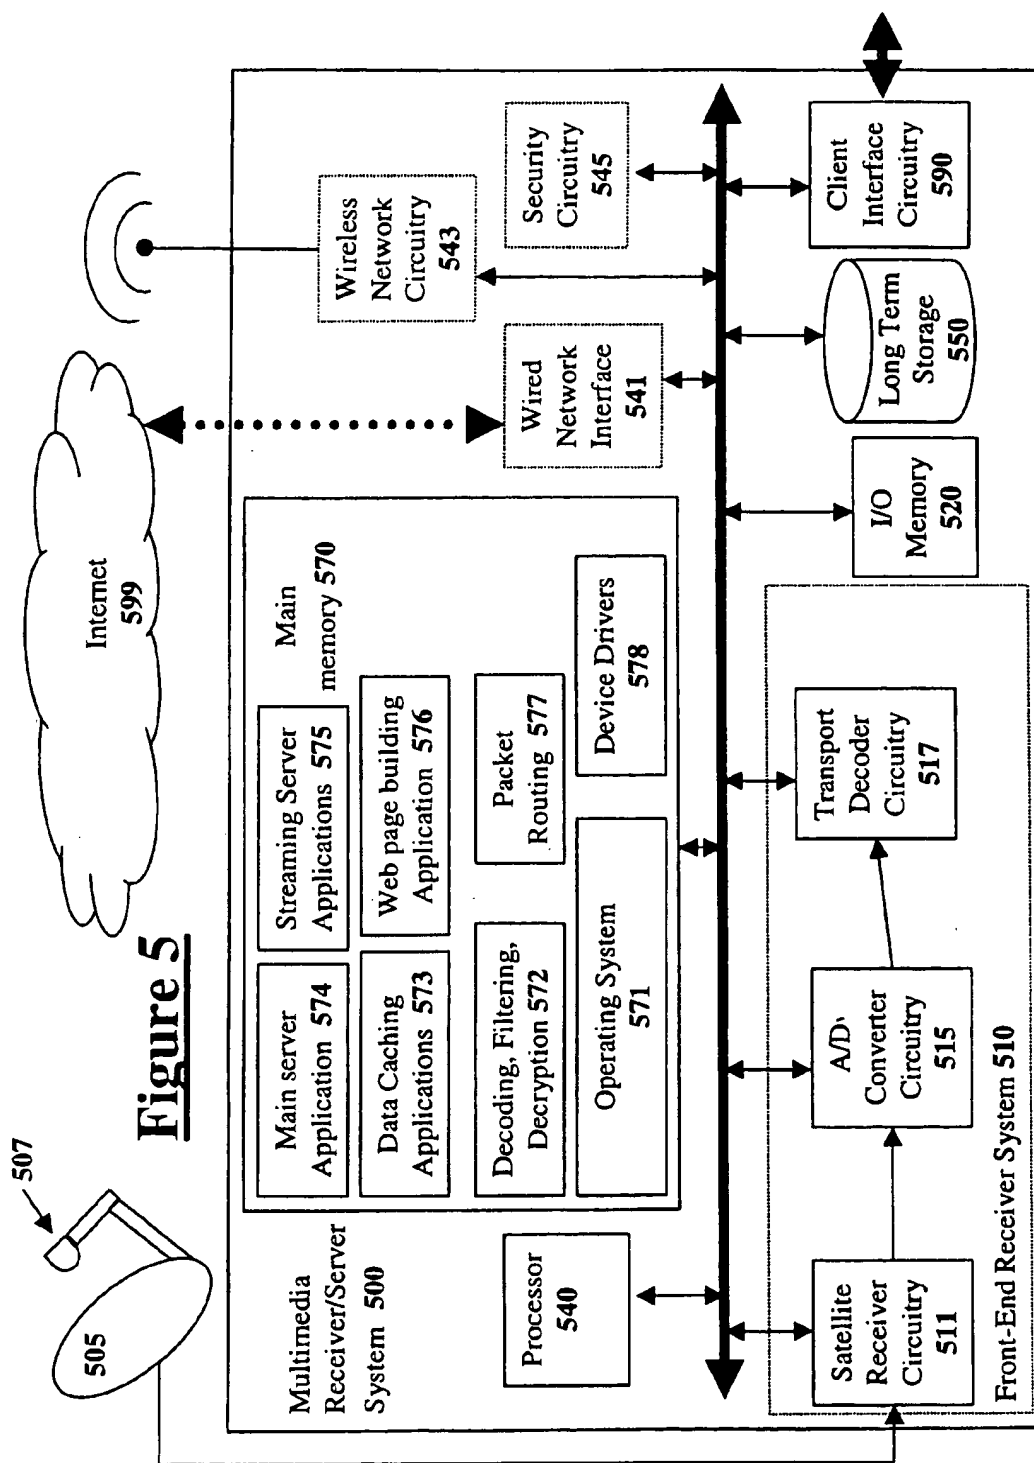 Figure 5
505
507
Internet
599
Multimedia
Receiver/Server
System 500
Main server
Application 574
Streaming Server
Applications 575
Main
memory 570
Data Caching
Applications 573
Web page building
Application 576
Decoding, Filtering,
Decryption 572
Packet
Routing 577
Operating System
571
Device Drivers
578
Processor
540
Wired
Network
Interface
541
Wireless
Network
Circuitry
543
Security
Circuitry
545
Satellite
Receiver
Circuitry
511
A/D
Converter
Circuitry
515
Transport
Decoder
Circuitry
517
Front-End Receiver System 510
I/O
Memory
520
Long Term
Storage
550
Client
Interface
Circuitry
590